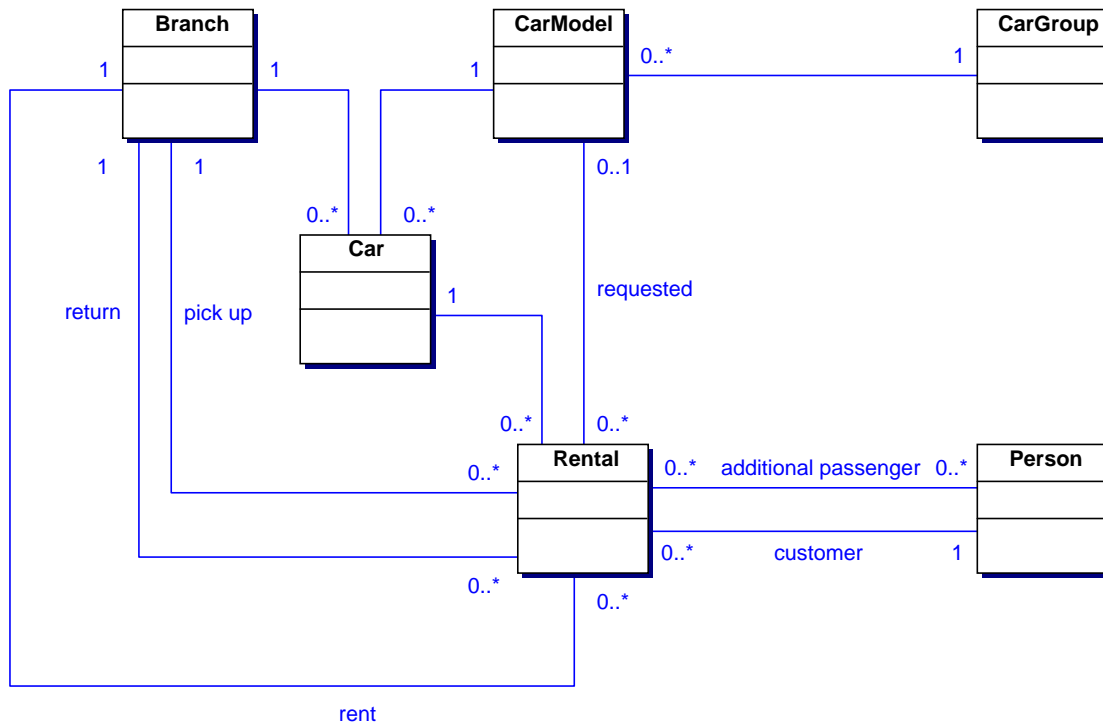 Branch
CarModel
CarGroup
1
1
1
0..*
1
1
1
0..1
0..*
0..*
Car
1
requested
return
pick up
0..*
0..*
Rental
Person
0..*
0..*
additional passenger
0..*
0..*
customer
1
0..*
0..*
rent